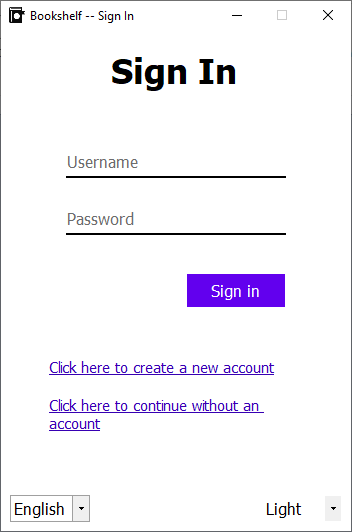 Bookshelf -- Sign In
Sign In
Username
Password
Sign in
Click here to create a new account
Click here to continue without an
account
English
Light